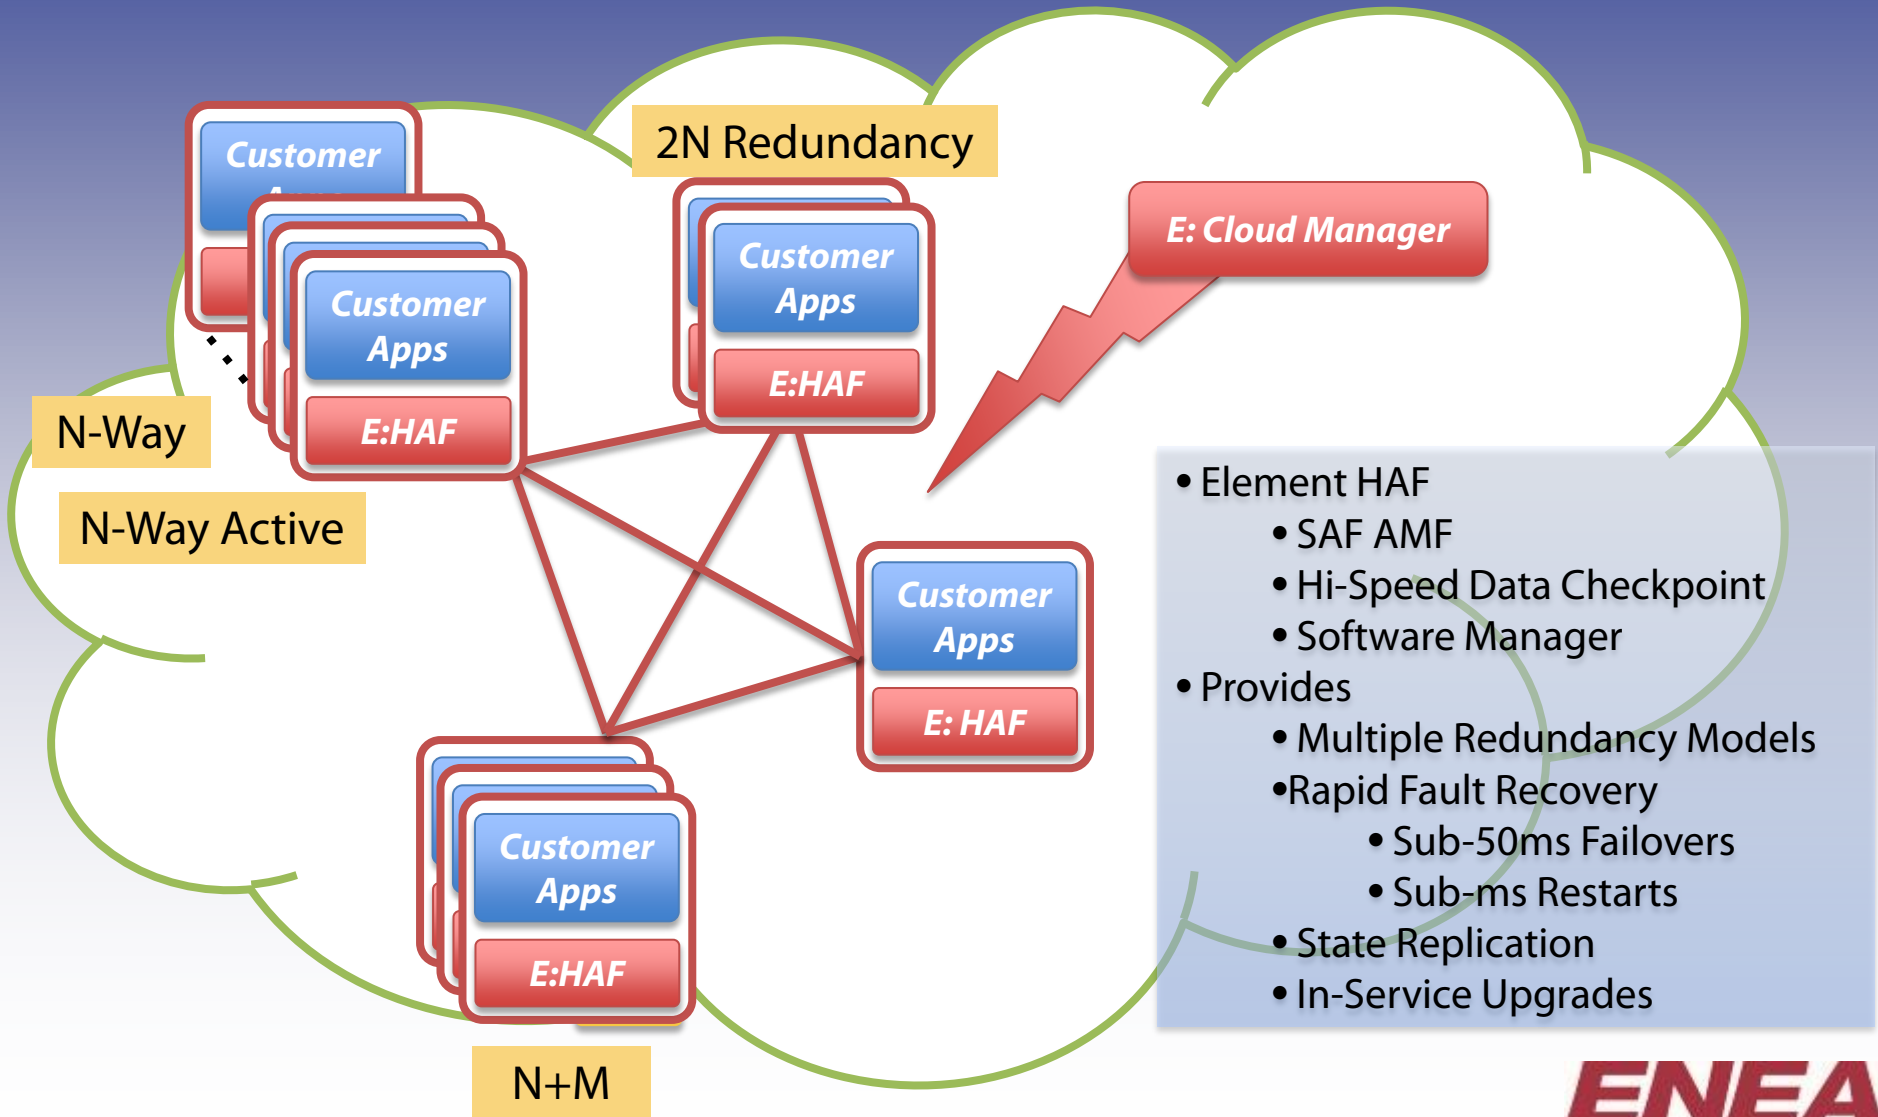 2N Redundancy
Customer
E: Cloud Manager
Customer
Apps
E:HAF
Customer
Apps
E:HAF
N-Way
N-Way Active
Customer
Apps
E: HAF
Customer
Apps
E:HAF
N+M
• Element HAF
• SAF AMF
• Hi-Speed Data Checkpoint
• Software Manager
• Provides
• Multiple Redundancy Models
•Rapid Fault Recovery
• Sub-50ms Failovers
• Sub-ms Restarts
• State Replication
• In-Service Upgrades
ENEA